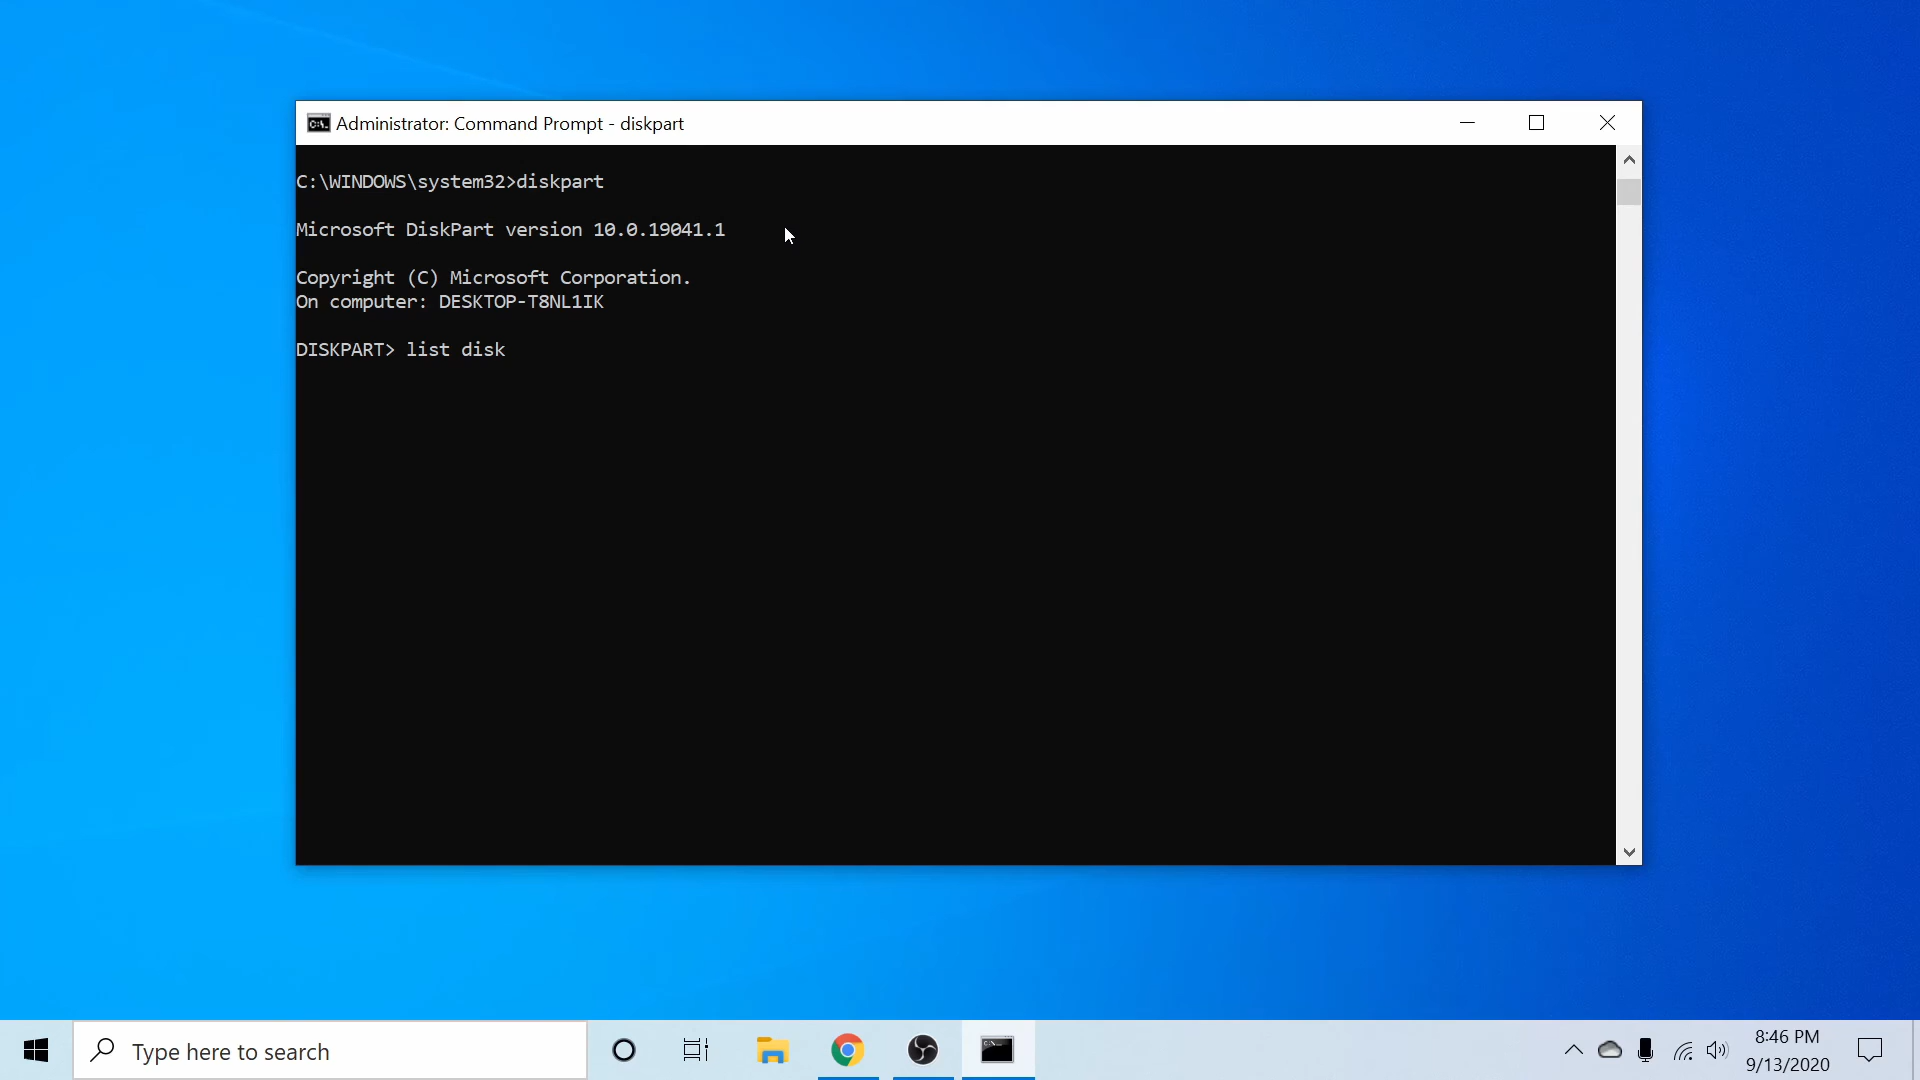 Administrator: Command Prompt - diskpart
C:\WINDOWS\system32>diskpart
Microsoft DiskPart version 10.0.19041.1
Copyright (C) Microsoft Corporation.
On computer: DESKTOP-T8NL1IK
DISKPART> list disk
Type here to search
8:46 PM
9/13/2020